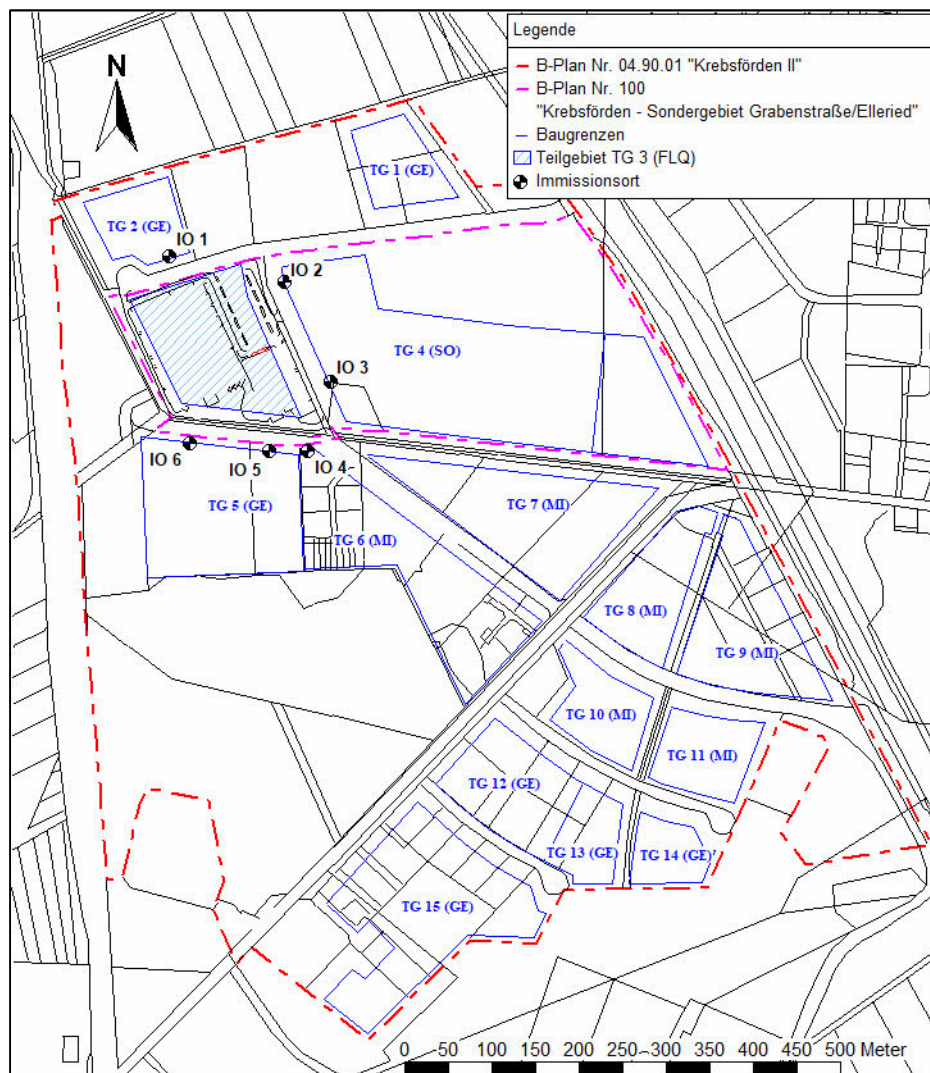 Legende
B-Plan Nr. 04.90.01 "Krebsförden II"
B-Plan Nr. 100
"Krebsförden - Sondergebiet Grabenstraße/Elleried"
Baugrenzen
Teilgebiet TG 3 (FLQ)
Immissionsort
N
TG 1 (GE)
TG 2 (GE)
IO 1
IO 2
TG 4 (SO)
IO 3
IO 6
IO 5
IO 4
TG 5 (GE)
TG 7 (MI)
TG 6 (MI)
TG 8 (MI)
TG 9 (MI)
TG 10 (MI)
TG 11 (MI)
TG 12 (GE)
TG 13 (GE)
TG 14 (GE)
TG 15 (GE)
0 50 100 150 200 250 300 350 400 450 500 Meter